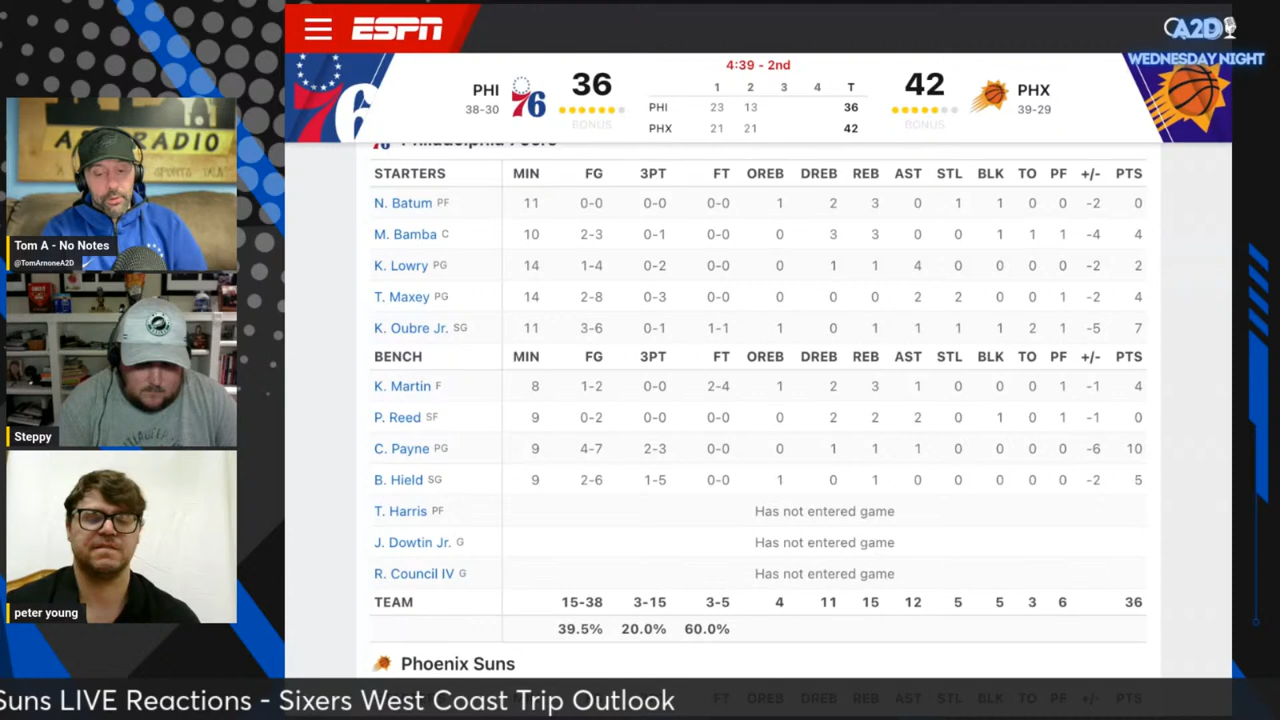 ESPN
A2D
WEDNESDAY NIGHT
4:39 - 2nd
PHI
38-30
76
36
BONUS
1 2 3 4 T
PHI 23 13 36
PHX 21 21 42
42
BONUS
PHX
39-29
RADIO
Tom A - No Notes
@TomArnoneA2D
Steppy
peter young
Philadelphia 76ers
STARTERS MIN FG 3PT FT OREB DREB REB AST STL BLK TO PF +/- PTS
N. Batum PF 11 0-0 0-0 0-0 1 2 3 0 1 1 0 0 -2 0
M. Bamba C 10 2-3 0-1 0-0 0 3 3 0 0 1 1 1 -4 4
K. Lowry PG 14 1-4 0-2 0-0 0 1 1 4 0 0 0 0 -2 2
T. Maxey PG 14 2-8 0-3 0-0 0 0 0 2 2 0 0 1 -2 4
K. Oubre Jr. SG 11 3-6 0-1 1-1 1 0 1 1 1 1 2 1 -5 7
BENCH MIN FG 3PT FT OREB DREB REB AST STL BLK TO PF +/- PTS
K. Martin F 8 1-2 0-0 2-4 1 2 3 1 0 0 0 1 -1 4
P. Reed SF 9 0-2 0-0 0-0 0 2 2 2 0 1 0 1 -1 0
C. Payne PG 9 4-7 2-3 0-0 0 1 1 1 0 0 0 0 -6 10
B. Hield SG 9 2-6 1-5 0-0 1 0 1 0 0 0 0 0 -2 5
T. Harris PF Has not entered game
J. Dowtin Jr. G Has not entered game
R. Council IV G Has not entered game
TEAM 15-38 3-15 3-5 4 11 15 12 5 5 3 6 36
39.5% 20.0% 60.0%
Phoenix Suns
Suns LIVE Reactions - Sixers West Coast Trip Outlook